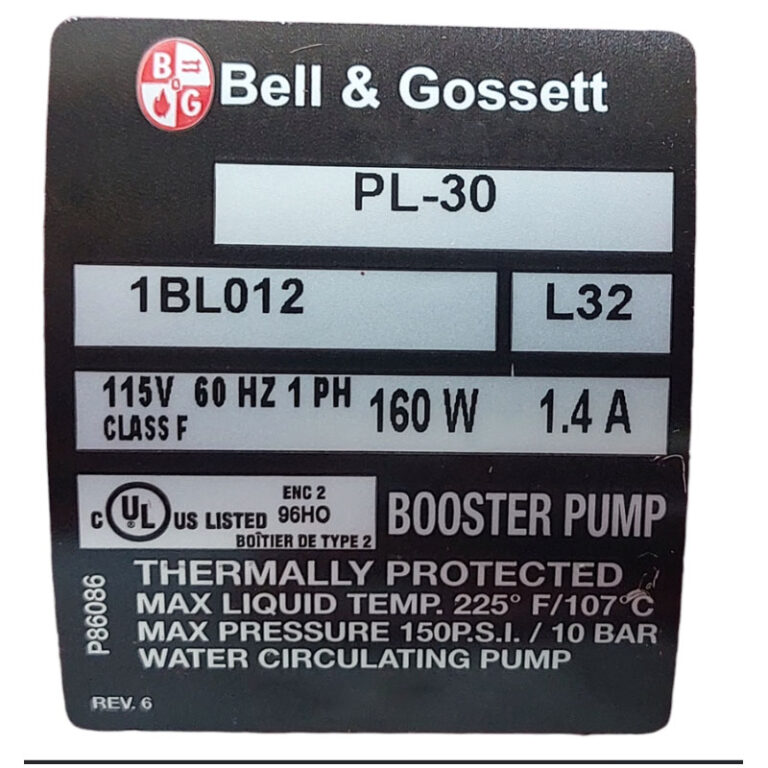 B G & Bell & Gossett
PL-30
1BL012 L32
115V 60 HZ 1 PH 160 W 1.4 A
CLASS F
C UL ® US LISTED ENC 2 96HO
BOÎTIER DE TYPE 2
BOOSTER PUMP
THERMALLY PROTECTED
MAX LIQUID TEMP. 225° F/107°C
MAX PRESSURE 150P.S.I. / 10 BAR
WATER CIRCULATING PUMP
P86086
REV. 6